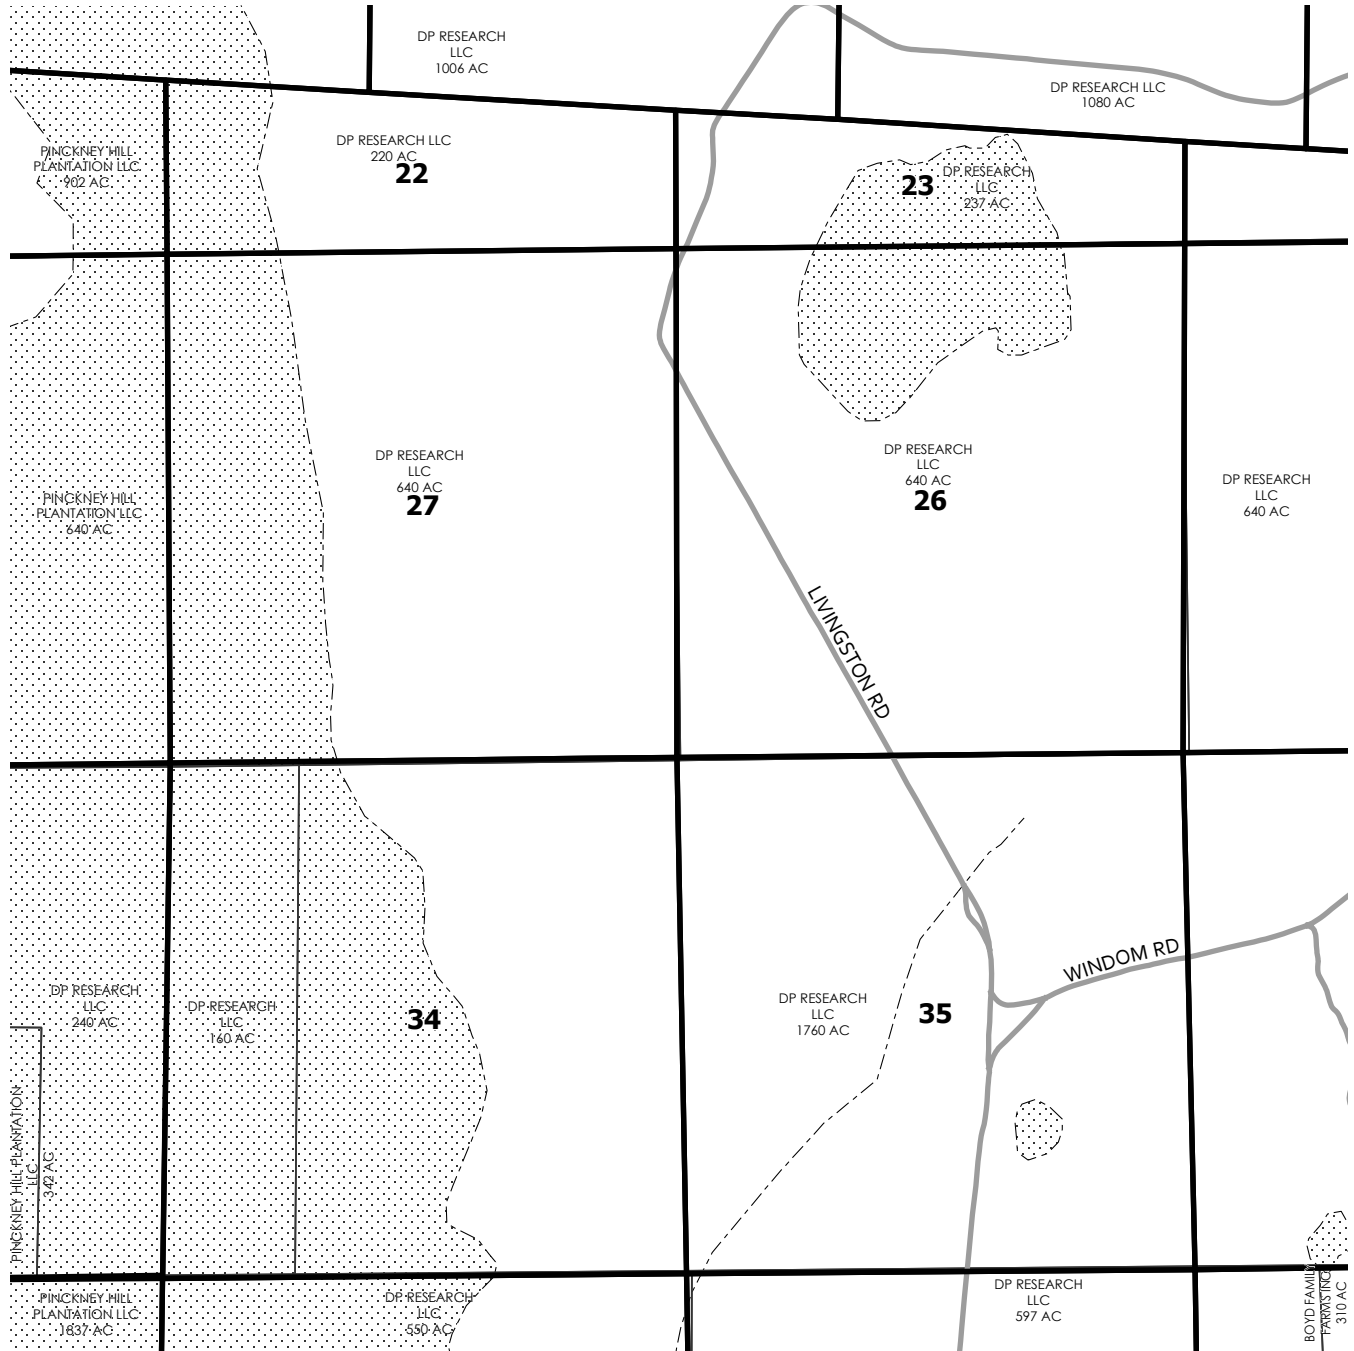 DP RESEARCH
LLC
1006 AC
DP RESEARCH LLC
1080 AC
DP RESEARCH LLC
220 AC
22
PINCKNEY HILL
PLANTATION LLC
902 AC
23
DP RESEARCH
LLC
237 AC
DP RESEARCH
LLC
640 AC
27
DP RESEARCH
LLC
640 AC
26
DP RESEARCH
LLC
640 AC
PINCKNEY HILL
PLANTATION LLC
640 AC
LIVINGSTON RD
WINDOM RD
DP RESEARCH
LLC
240 AC
DP RESEARCH
LLC
160 AC
34
DP RESEARCH
LLC
1760 AC
35
PINCKNEY HILL PLANTATION
LLC
342 AC
PINCKNEY HILL
PLANTATION LLC
1837 AC
DP RESEARCH
LLC
550 AC
DP RESEARCH
LLC
597 AC
BOYD FAMILY
FARMS INC
310 AC